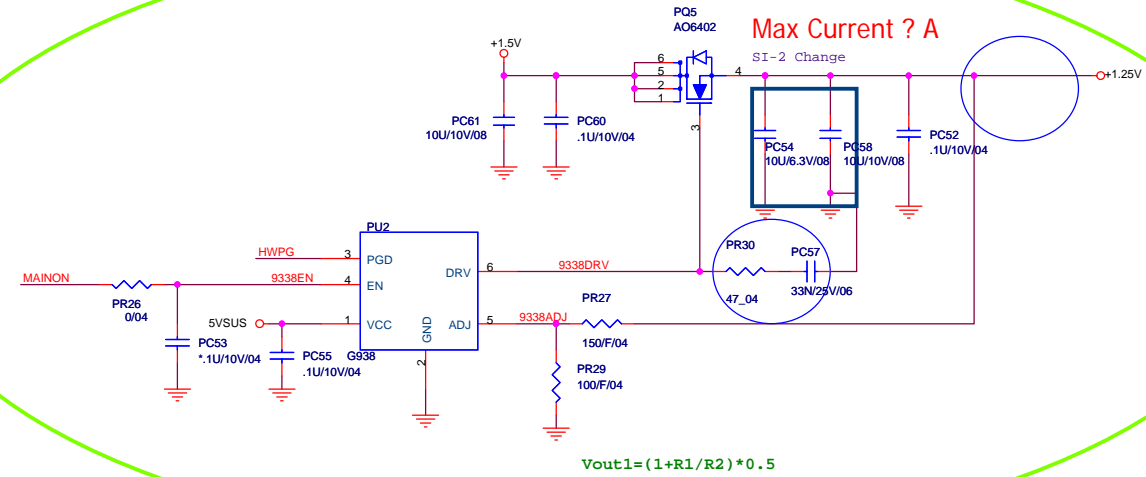 PQ5
AO6402
Max Current ? A
SI-2 Change
+1.5V
6
5
2
1
4
3
+1.25V
PC61
10U/10V/08
PC60
.1U/10V/04
PC54
10U/6.3V/08
PC58
10U/10V/08
PC52
.1U/10V/04
PU2
HWPG
3
PGD
MAINON
9338EN
4
EN
PR26
0/04
5VSUS
1
VCC
GND
2
G938
DRV
6
9338DRV
ADJ
5
9338ADJ
PC53
*.1U/10V/04
PC55
.1U/10V/04
PR30
47_04
PC57
33N/25V/06
PR27
150/F/04
PR29
100/F/04
Vout1=(1+R1/R2)*0.5